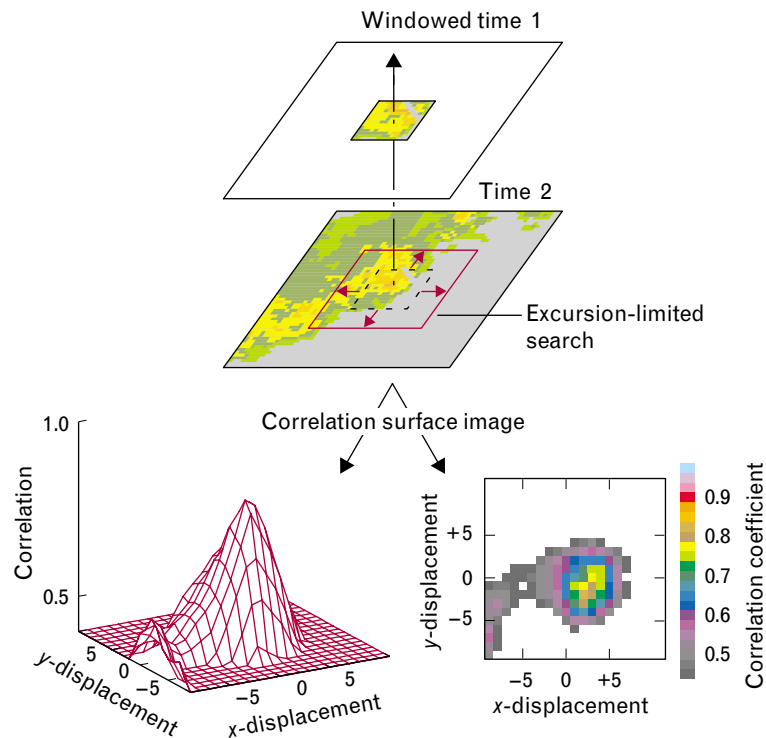 Windowed time 1
Time 2
Excursion-limited
search
Correlation surface image
1.0
0.5
Correlation
5
0
−5
y-displacement
−5
0
5
x-displacement
+5
0
−5
y-displacement
−5
0
+5
x-displacement
0.9
0.8
0.7
0.6
0.5
Correlation coefficient